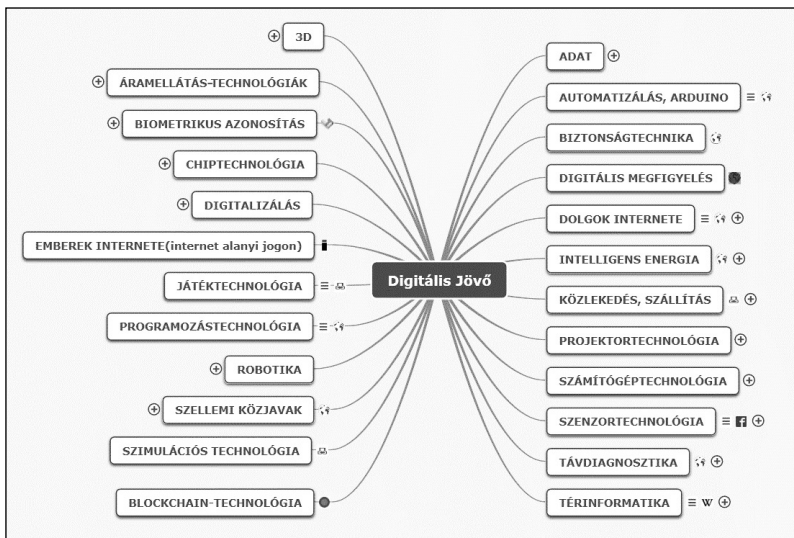 3D
ÁRAMELLÁTÁS-TECHNOLÓGIÁK
BIOMETRIKUS AZONOSÍTÁS
CHIPTECHNOLÓGIA
DIGITALIZÁLÁS
EMBEREK INTERNETE(internet alanyi jogon)
JÁTÉKTECHNOLÓGIA
PROGRAMOZÁSTECHNOLÓGIA
ROBOTIKA
SZELLEMI KÖZJAVAK
SZIMULÁCIÓS TECHNOLÓGIA
BLOCKCHAIN-TECHNOLÓGIA
Digitális Jövő
ADAT
AUTOMATIZÁLÁS, ARDUINO
BIZTONSÁGTECHNIKA
DIGITÁLIS MEGFIGYELÉS
DOLGOK INTERNETE
INTELLIGENS ENERGIA
KÖZLEKEDÉS, SZÁLLÍTÁS
PROJEKTORTECHNOLÓGIA
SZÁMÍTÓGÉPTECHNOLÓGIA
SZENZORTECHNOLÓGIA
TÁVDIAGNOSZTIKA
TÉRINFORMATIKA W